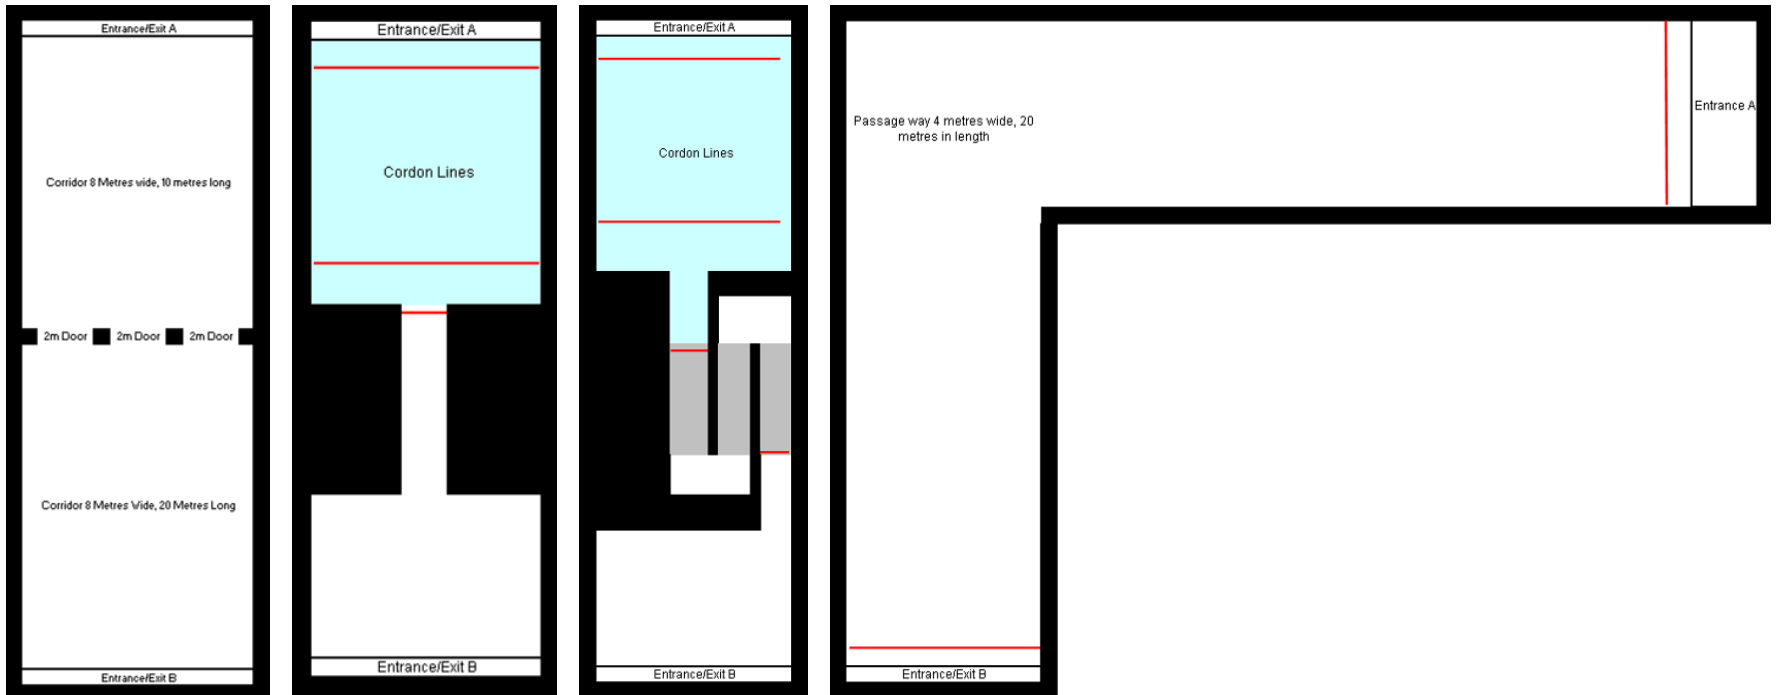 Entrance/Exit A
Corridor 8 Metres wide, 10 metres long
2m Door 2m Door 2m Door
Corridor 8 Metres Wide, 20 Metres Long
Entrance/Exit B
Entrance/Exit A
Cordon Lines
Entrance/Exit B
Entrance/Exit A
Cordon Lines
Entrance/Exit B
Passage way 4 metres wide, 20
metres in length
Entrance A
Entrance/Exit B